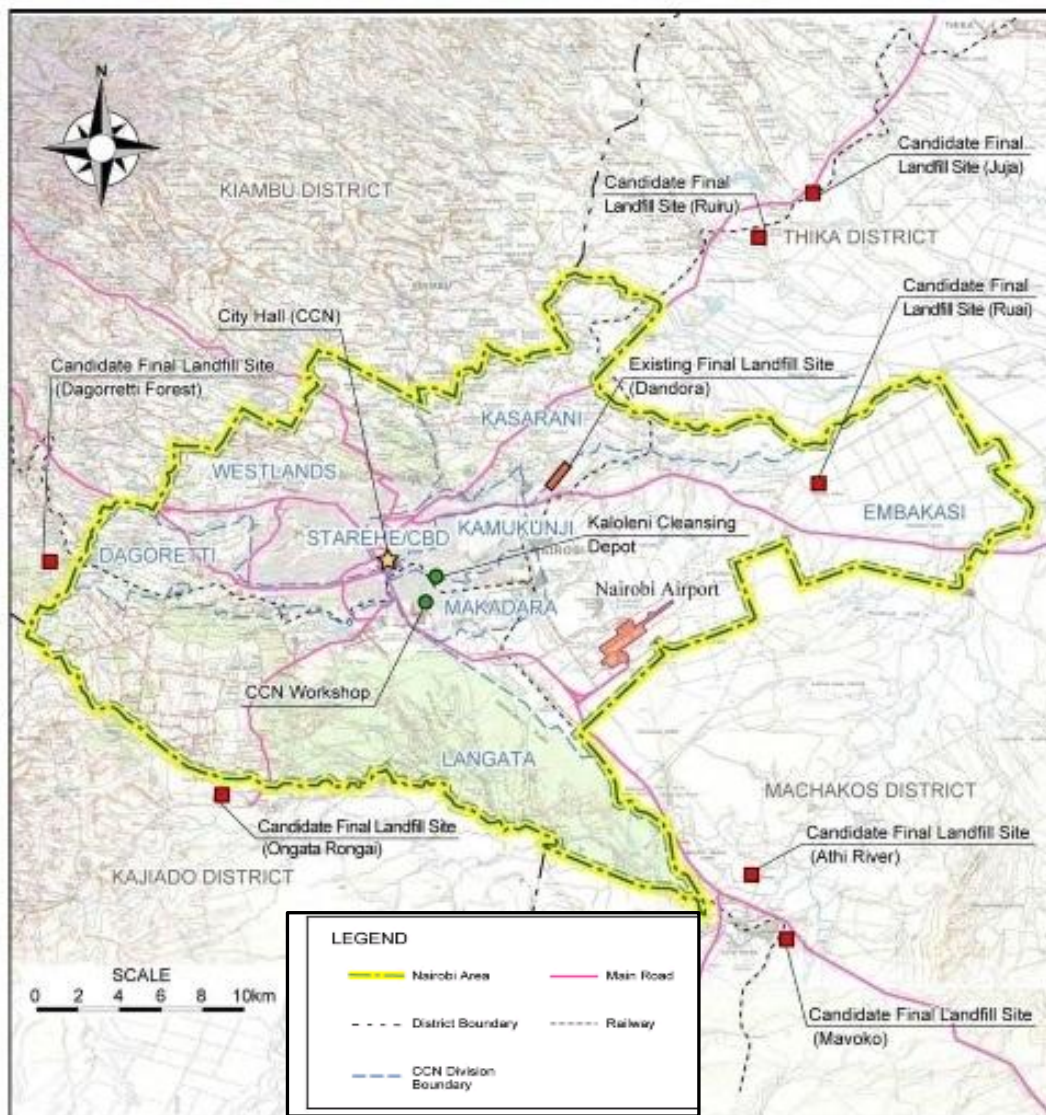 N
KIAMBU DISTRICT
Candidate Final
Landfill Site (Juja)
Candidate Final
Landfill Site (Ruiru)
THIKA DISTRICT
City Hall (CCN)
Candidate Final
Landfill Site (Ruai)
Candidate Final Landfill Site
(Dagorretti Forest)
Existing Final Landfill Site
(Dandora)
KASARANI
WESTLANDS
EMBAKASI
STAREHE/CBD
KAMUKUNJI
DAGORETTI
Kaloleni Cleansing
Depot
MAKADARA
Nairobi Airport
CCN Workshop
LANGATA
MACHAKOS DISTRICT
Candidate Final Landfill Site
(Ongata Rongai)
Candidate Final Landfill Site
(Athi River)
KAJIADO DISTRICT
LEGEND
Nairobi Area
Main Road
District Boundary
Railway
CCN Division
Boundary
SCALE
0 2 4 6 8 10km
Candidate Final Landfill Site
(Mavoko)